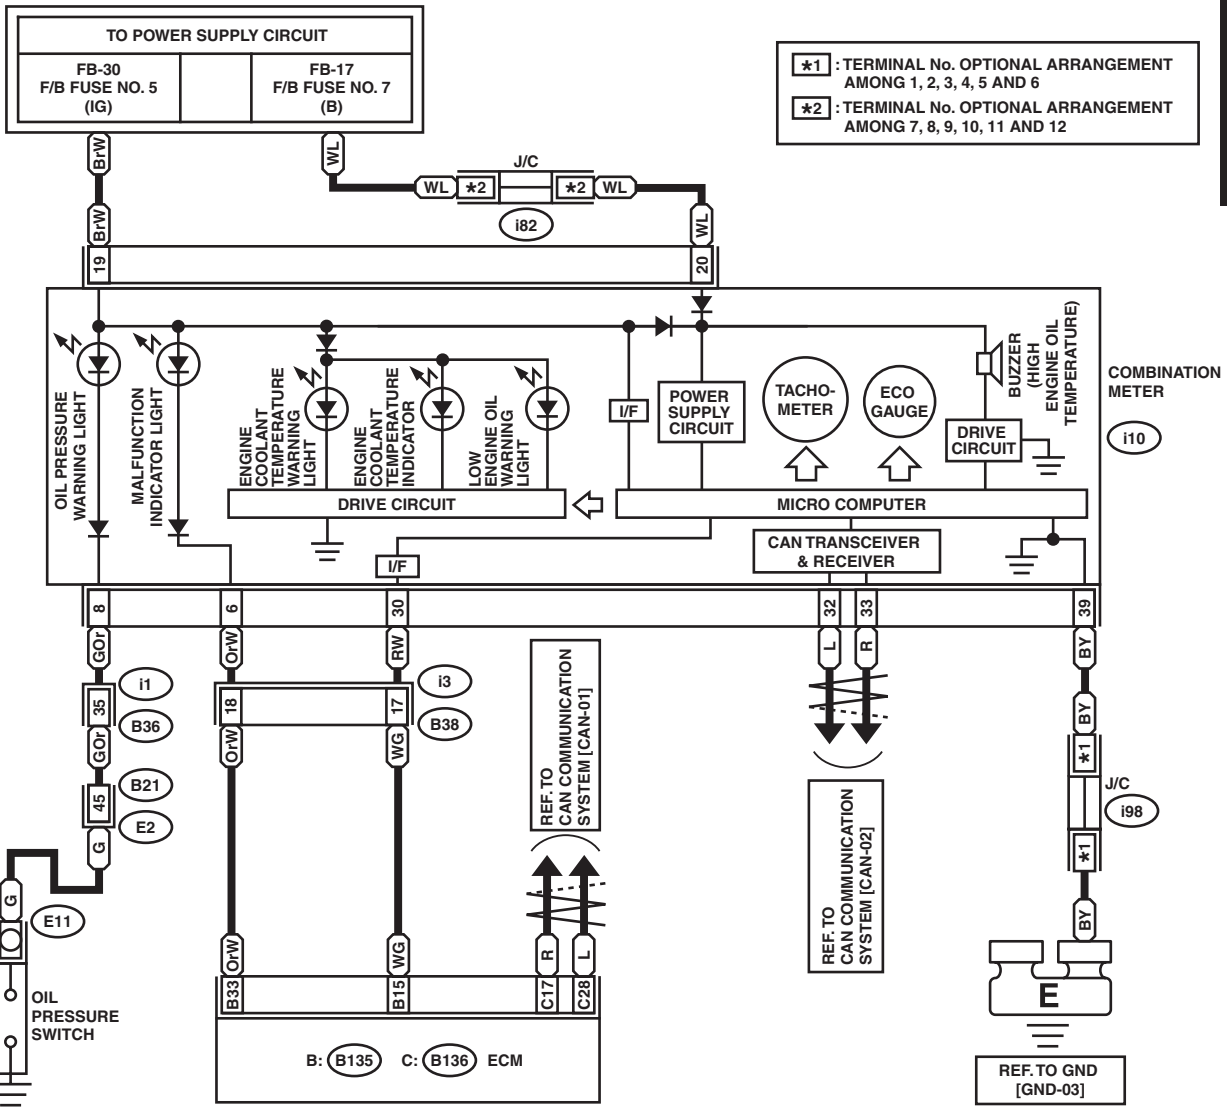 TO POWER SUPPLY CIRCUIT
FB-30
F/B FUSE NO. 5
(IG)
FB-17
F/B FUSE NO. 7
(B)
*1 : TERMINAL No. OPTIONAL ARRANGEMENT
AMONG 1, 2, 3, 4, 5 AND 6
*2 : TERMINAL No. OPTIONAL ARRANGEMENT
AMONG 7, 8, 9, 10, 11 AND 12
BrW
WL
J/C
WL
*2
*2
WL
i82
BrW
WL
19
20
OIL PRESSURE
WARNING LIGHT
MALFUNCTION
INDICATOR LIGHT
ENGINE
COOLANT
TEMPERATURE
WARNING
LIGHT
ENGINE
COOLANT
TEMPERATURE
INDICATOR
LOW
ENGINE OIL
WARNING
LIGHT
I/F
POWER
SUPPLY
CIRCUIT
TACHO-
METER
ECO
GAUGE
BUZZER
(HIGH
ENGINE OIL
TEMPERATURE)
DRIVE
CIRCUIT
COMBINATION
METER
i10
DRIVE CIRCUIT
MICRO COMPUTER
I/F
CAN TRANSCEIVER
& RECEIVER
8
6
30
32
33
39
GOr
OrW
RW
L
R
BY
i1
35
B36
GOr
B21
45
E2
G
G
E11
OIL
PRESSURE
SWITCH
18
17
i3
B38
OrW
WG
REF. TO
CAN COMMUNICATION
SYSTEM [CAN-01]
REF. TO
CAN COMMUNICATION
SYSTEM [CAN-02]
BY
*1
J/C
i98
*1
BY
OrW
WG
R
L
B33
B15
C17
C28
B: B135 C: B136 ECM
E
REF. TO GND
[GND-03]